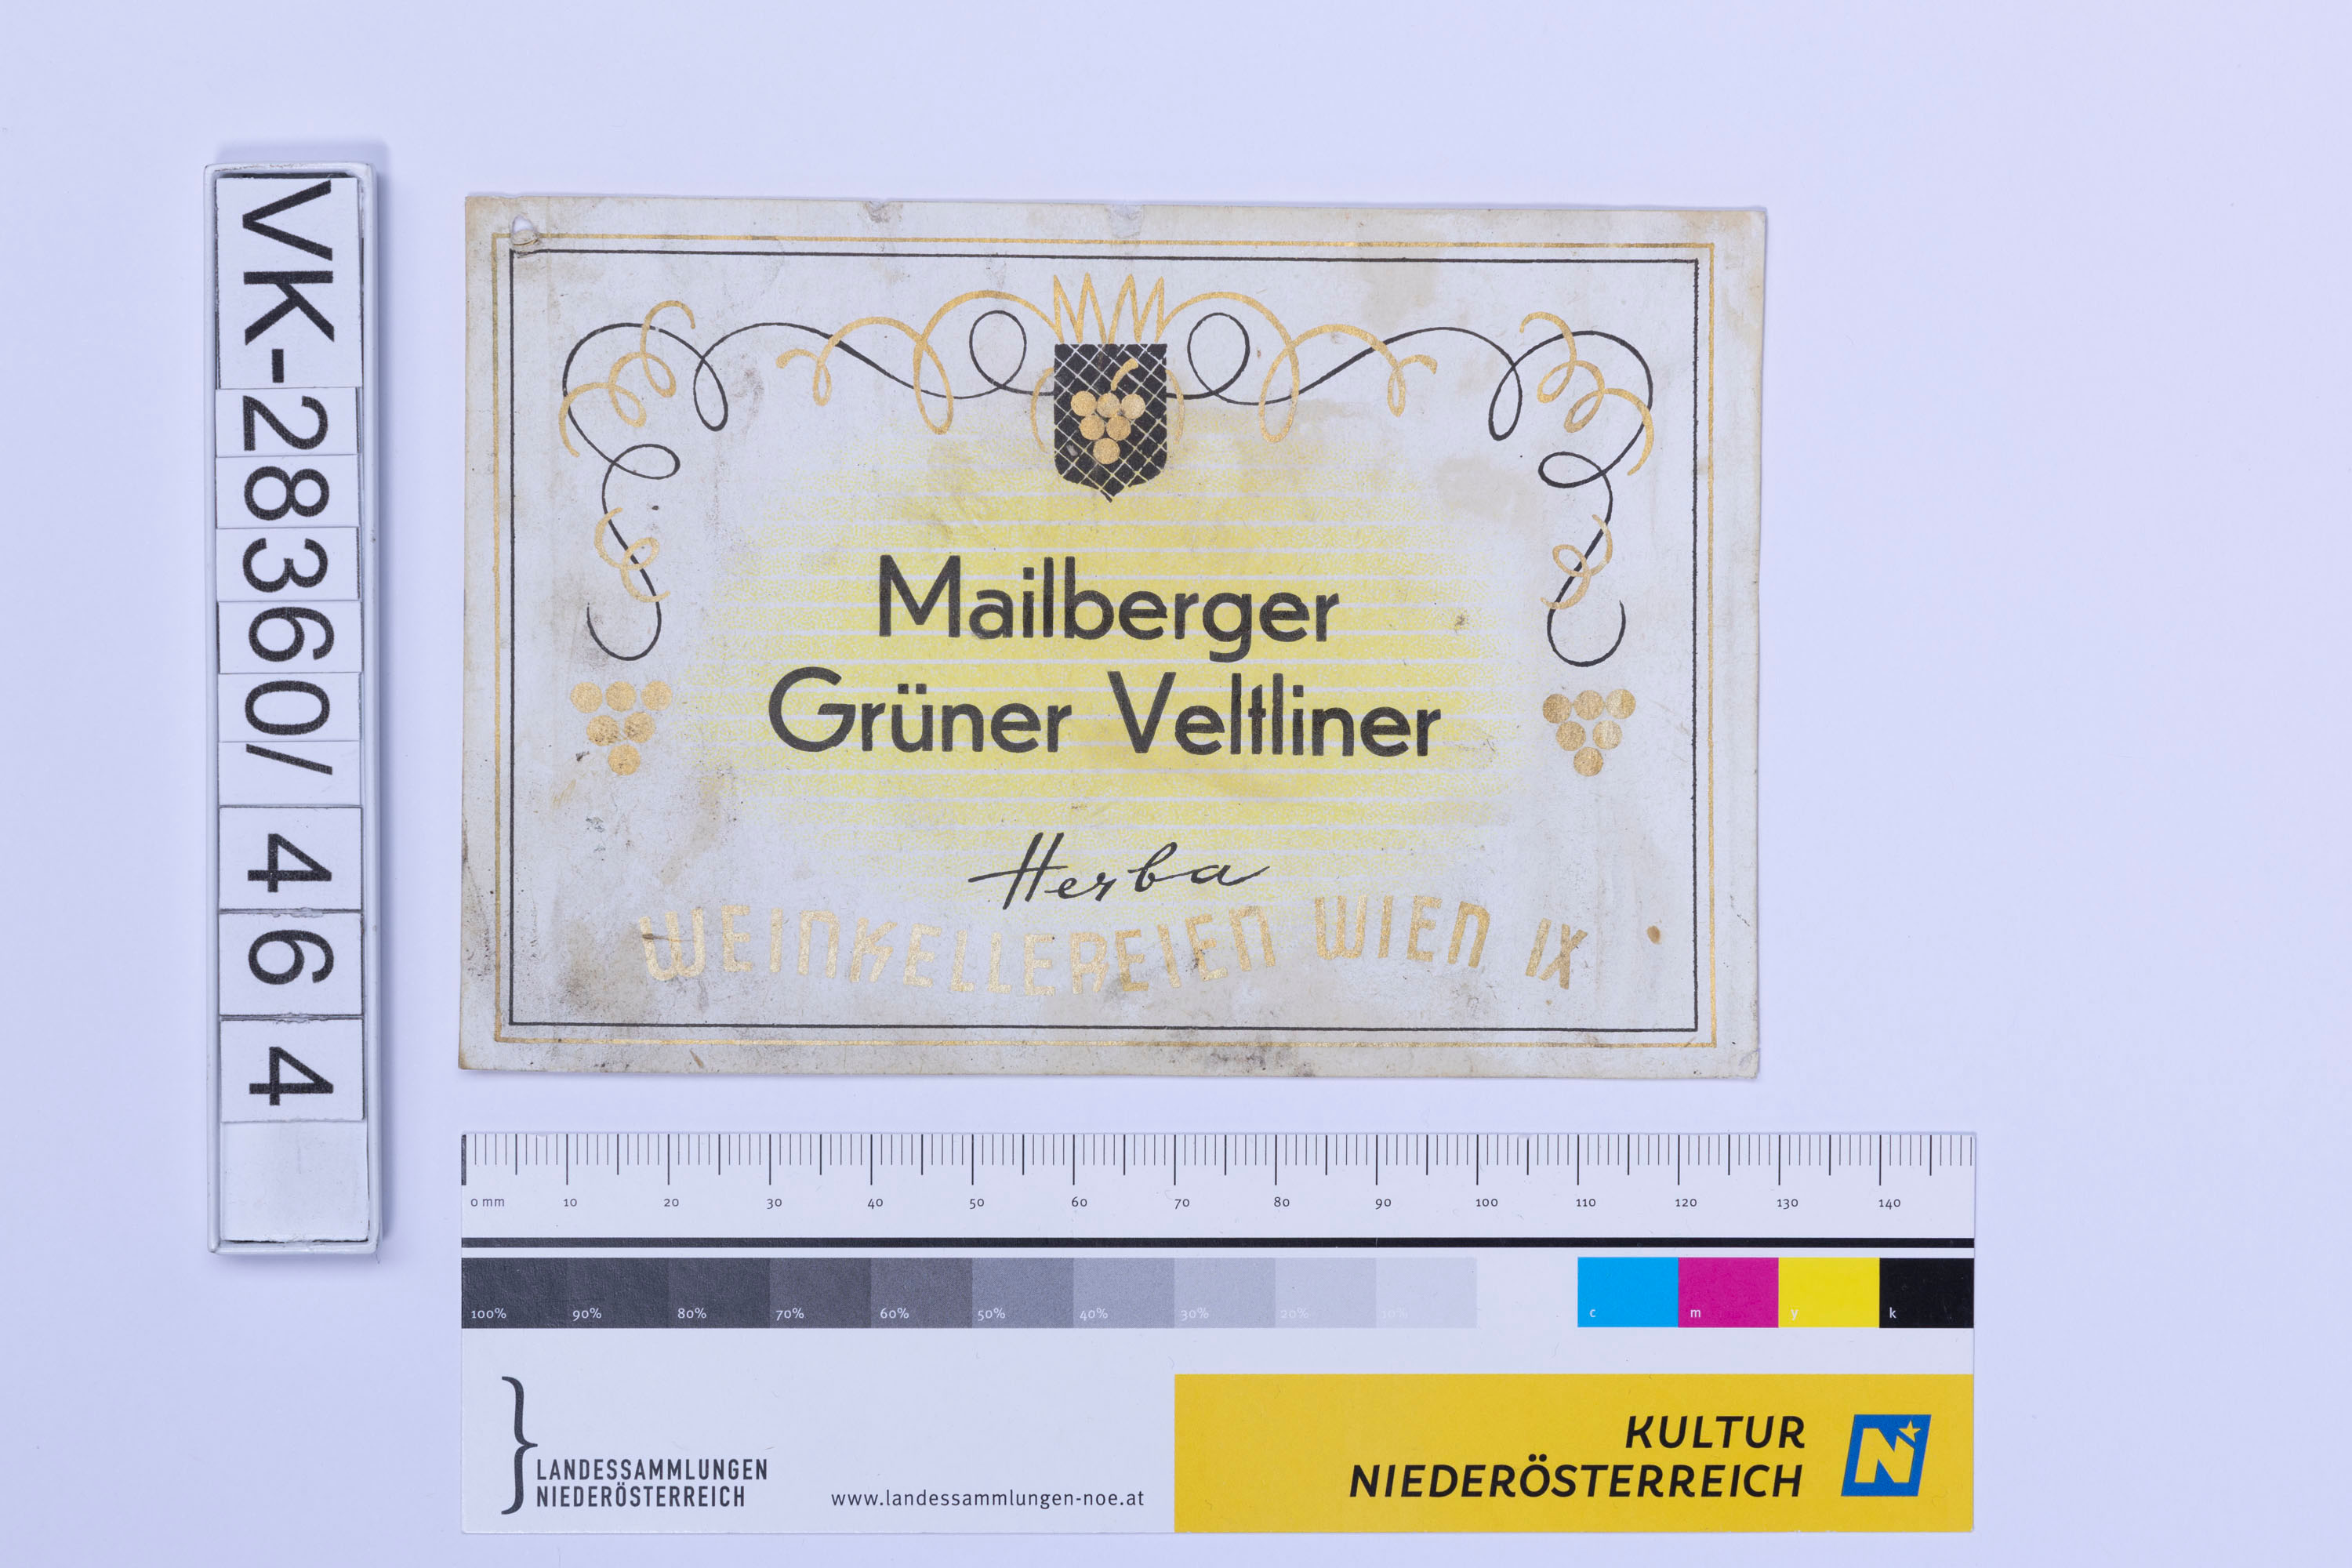 VK-28360/464
Mailberger
Grüner Veltliner
Herba
WEINKELLEREIEN WIEN IX
0 mm 10 20 30 40 50 60 70 80 90 100 110 120 130 140
100% 90% 80% 70% 60% 50% 40% 30% 20% 10% c m y k
LANDESSAMMLUNGEN
NIEDERÖSTERREICH
www.landessammlungen-noe.at
KULTUR
NIEDERÖSTERREICH
N